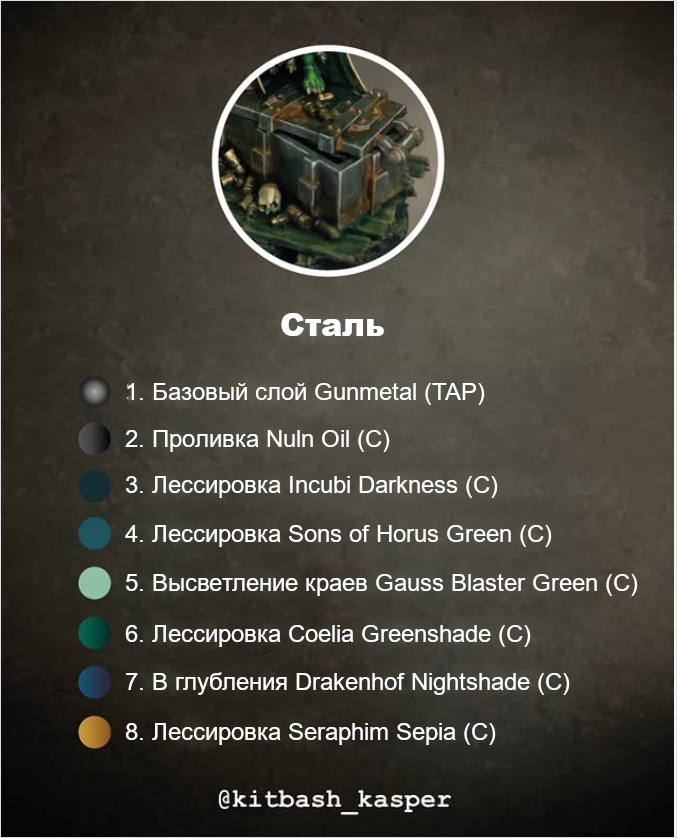 Сталь
1. Базовый слой Gunmetal (TAP)
2. Проливка Nuln Oil (C)
3. Лессировка Incubi Darkness (C)
4. Лессировка Sons of Horus Green (C)
5. Высветление краев Gauss Blaster Green (C)
6. Лессировка Coelia Greenshade (C)
7. В глубления Drakenhof Nightshade (C)
8. Лессировка Seraphim Sepia (C)
@kitbash_kasper